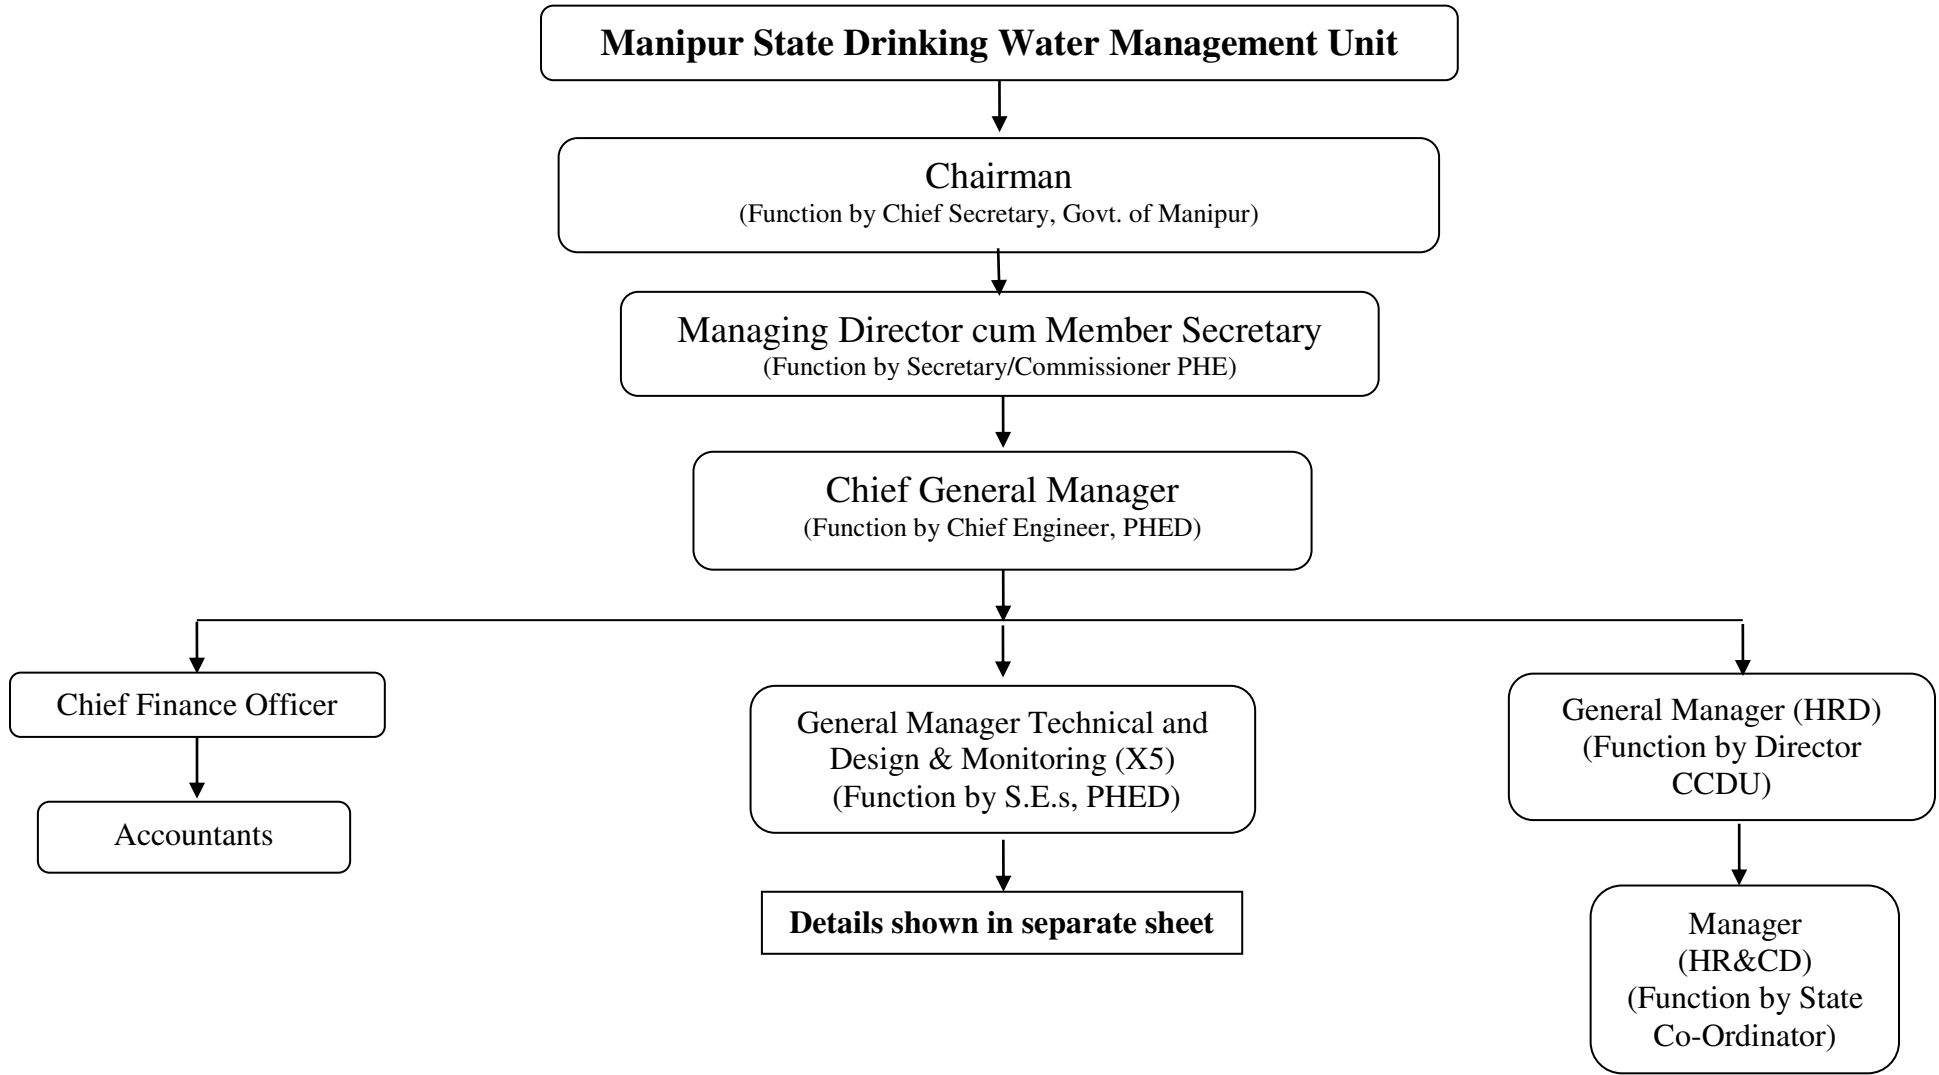 Manipur State Drinking Water Management Unit
Chairman
(Function by Chief Secretary, Govt. of Manipur)
Managing Director cum Member Secretary
(Function by Secretary/Commissioner PHE)
Chief General Manager
(Function by Chief Engineer, PHED)
Chief Finance Officer
Accountants
General Manager Technical and
Design & Monitoring (X5)
(Function by S.E.s, PHED)
Details shown in separate sheet
General Manager (HRD)
(Function by Director
CCDU)
Manager
(HR&CD)
(Function by State
Co-Ordinator)